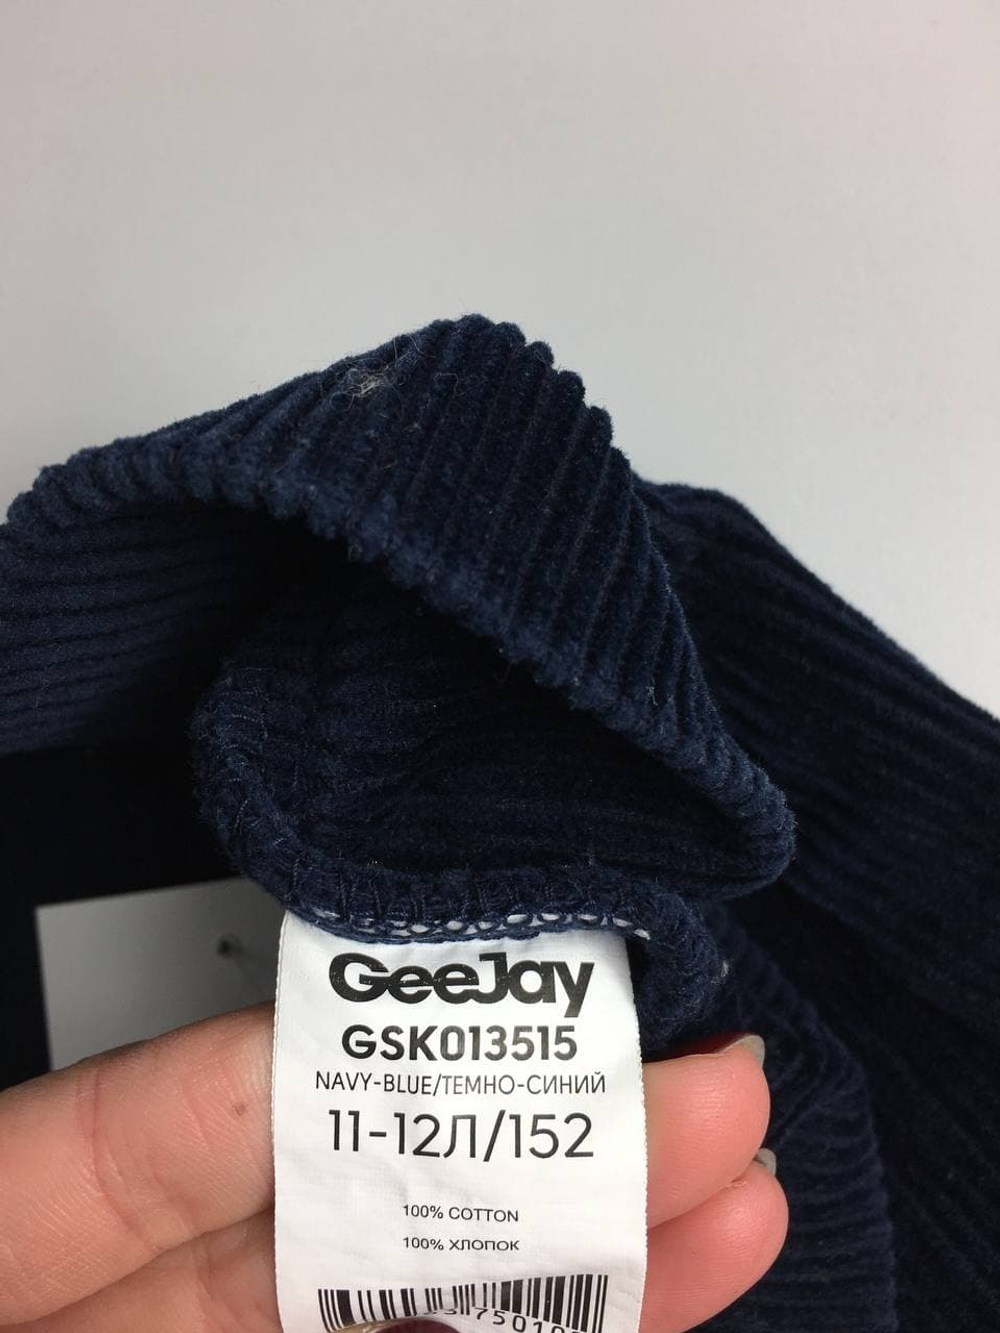 GeeJay
GSK013515
NAVY-BLUE/ТЕМНО-СИНИЙ
11-12Л/152
100% COTTON
100% ХЛОПОК